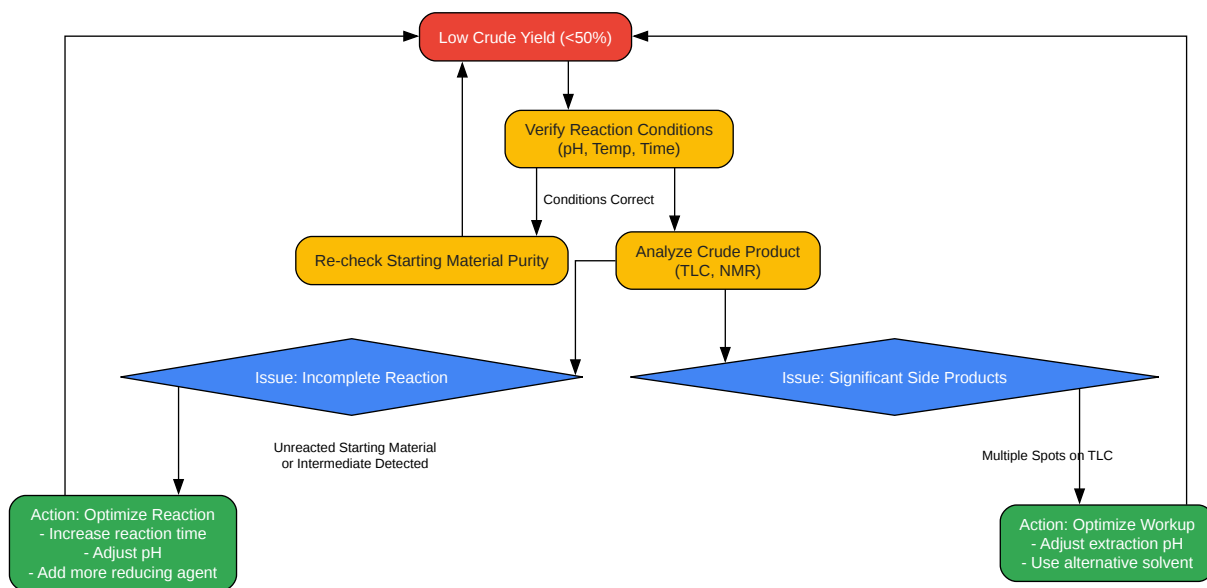 Low Crude Yield (<50%)
Verify Reaction Conditions
(pH, Temp, Time)
Conditions Correct
Re-check Starting Material Purity
Analyze Crude Product
(TLC, NMR)
Issue: Incomplete Reaction
Issue: Significant Side Products
Unreacted Starting Material
or Intermediate Detected
Multiple Spots on TLC
Action: Optimize Reaction
- Increase reaction time
- Adjust pH
- Add more reducing agent
Action: Optimize Workup
- Adjust extraction pH
- Use alternative solvent